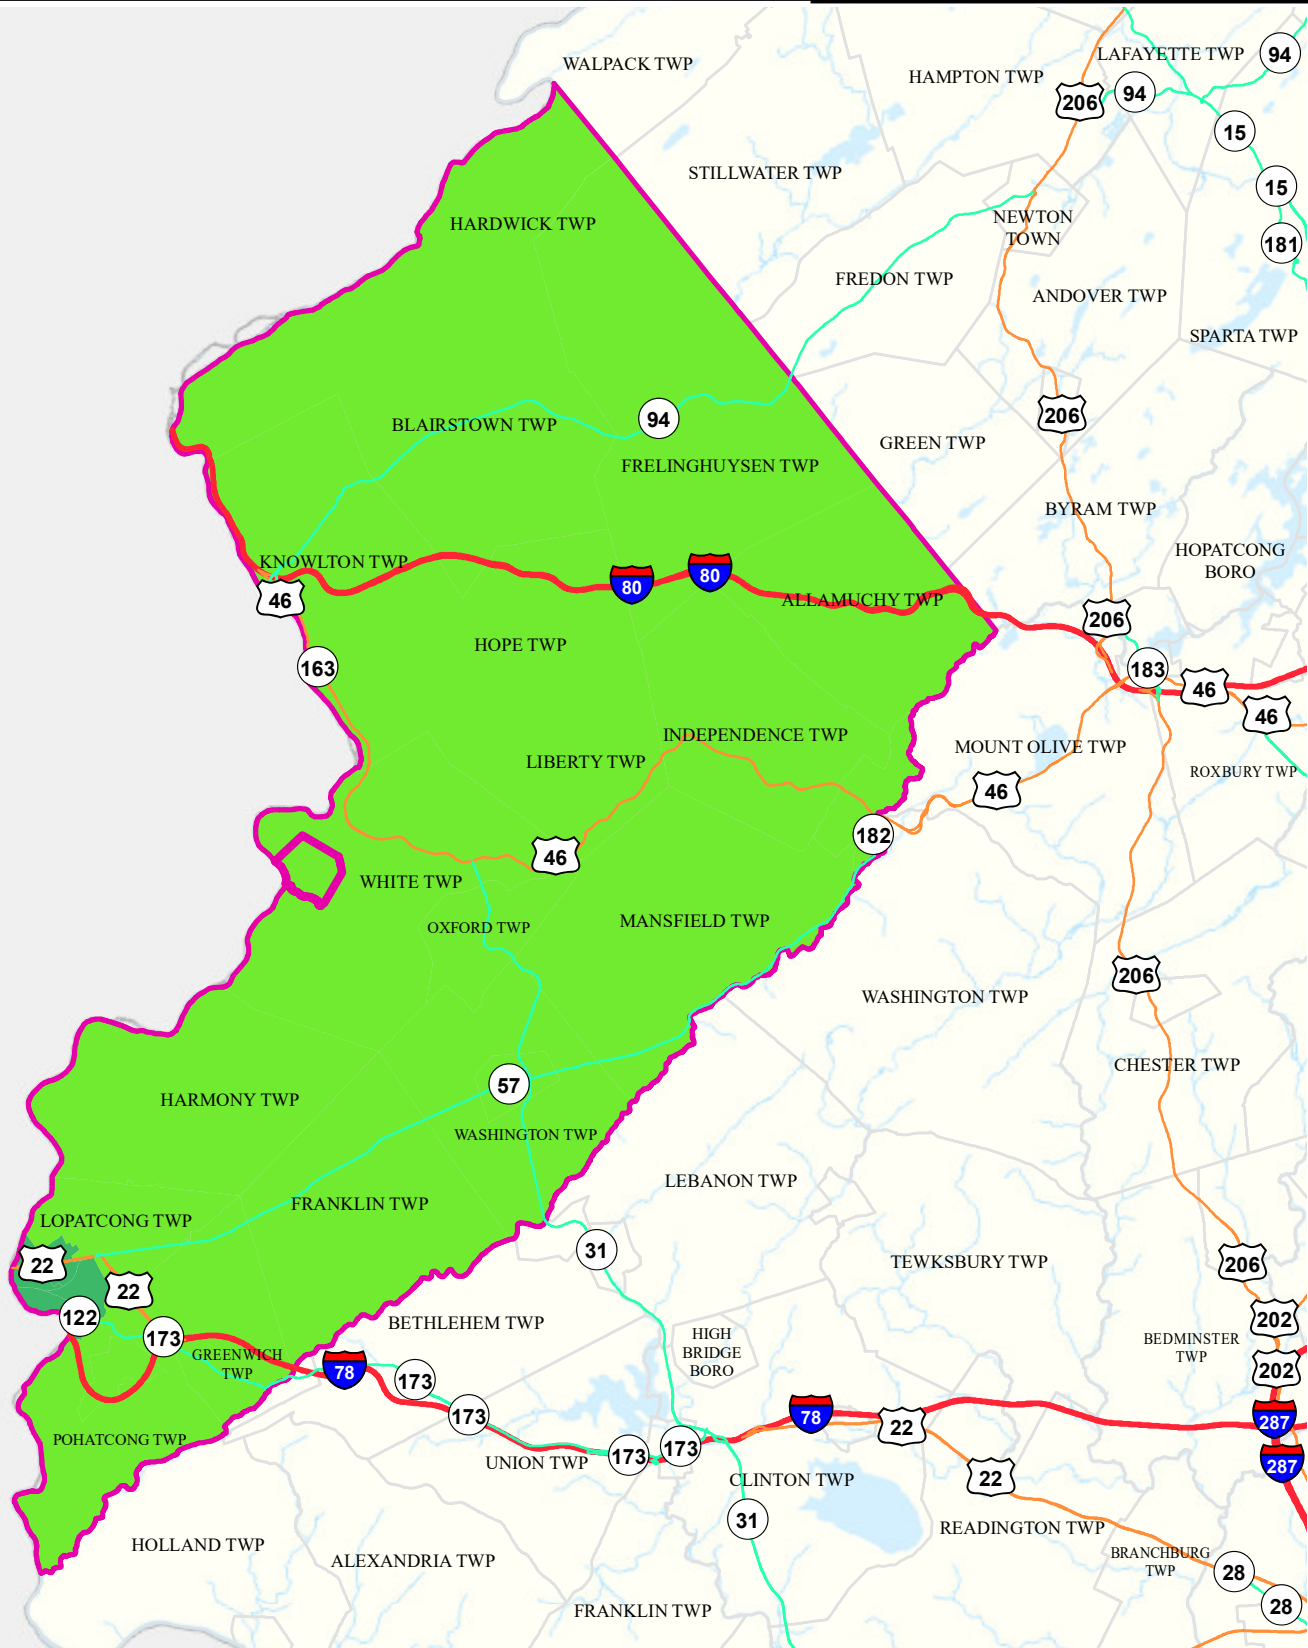 WALPACK TWP
LAFAYETTE TWP
94
HAMPTON TWP
206
94
15
STILLWATER TWP
15
HARDWICK TWP
NEWTON
TOWN
181
FREDON TWP
ANDOVER TWP
SPARTA TWP
206
94
BLAIRSTOWN TWP
GREEN TWP
FRELINGHUYSEN TWP
BYRAM TWP
HOPATCONG
BORO
KNOWLTON TWP
80
80
46
ALLAMUCHY TWP
206
HOPE TWP
163
183
46
46
INDEPENDENCE TWP
MOUNT OLIVE TWP
LIBERTY TWP
ROXBURY TWP
46
182
46
WHITE TWP
OXFORD TWP
MANSFIELD TWP
206
WASHINGTON TWP
CHESTER TWP
57
HARMONY TWP
WASHINGTON TWP
LEBANON TWP
FRANKLIN TWP
LOPATCONG TWP
31
22
TEWKSBURY TWP
206
22
122
202
BETHLEHEM TWP
173
HIGH
BRIDGE
BORO
BEDMINSTER
TWP
GREENWICH
TWP
78
202
173
173
78
287
22
POHATCONG TWP
173
173
UNION TWP
287
CLINTON TWP
22
31
READINGTON TWP
HOLLAND TWP
ALEXANDRIA TWP
BRANCHBURG
TWP
28
28
FRANKLIN TWP